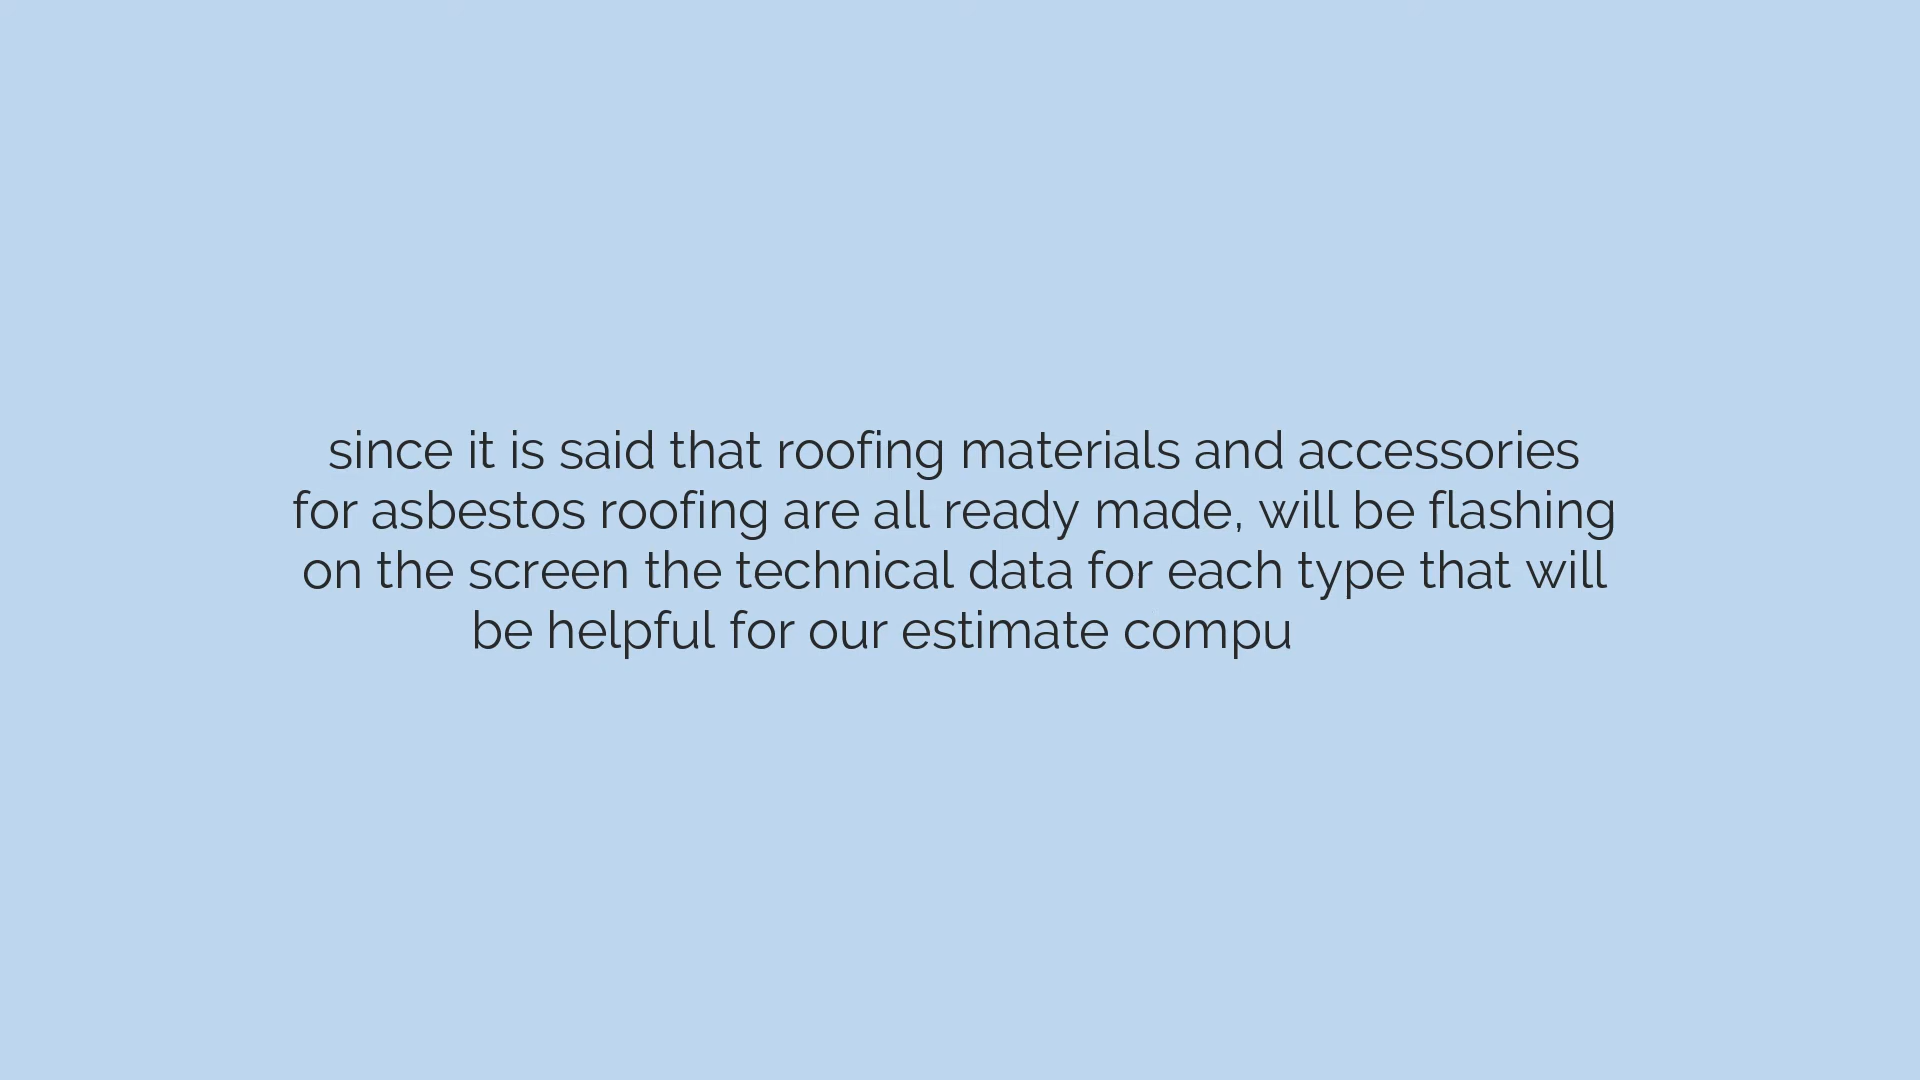 since it is said that roofing materials and accessories
for asbestos roofing are all ready made, will be flashing
on the screen the technical data for each type that will
be helpful for our estimate compu